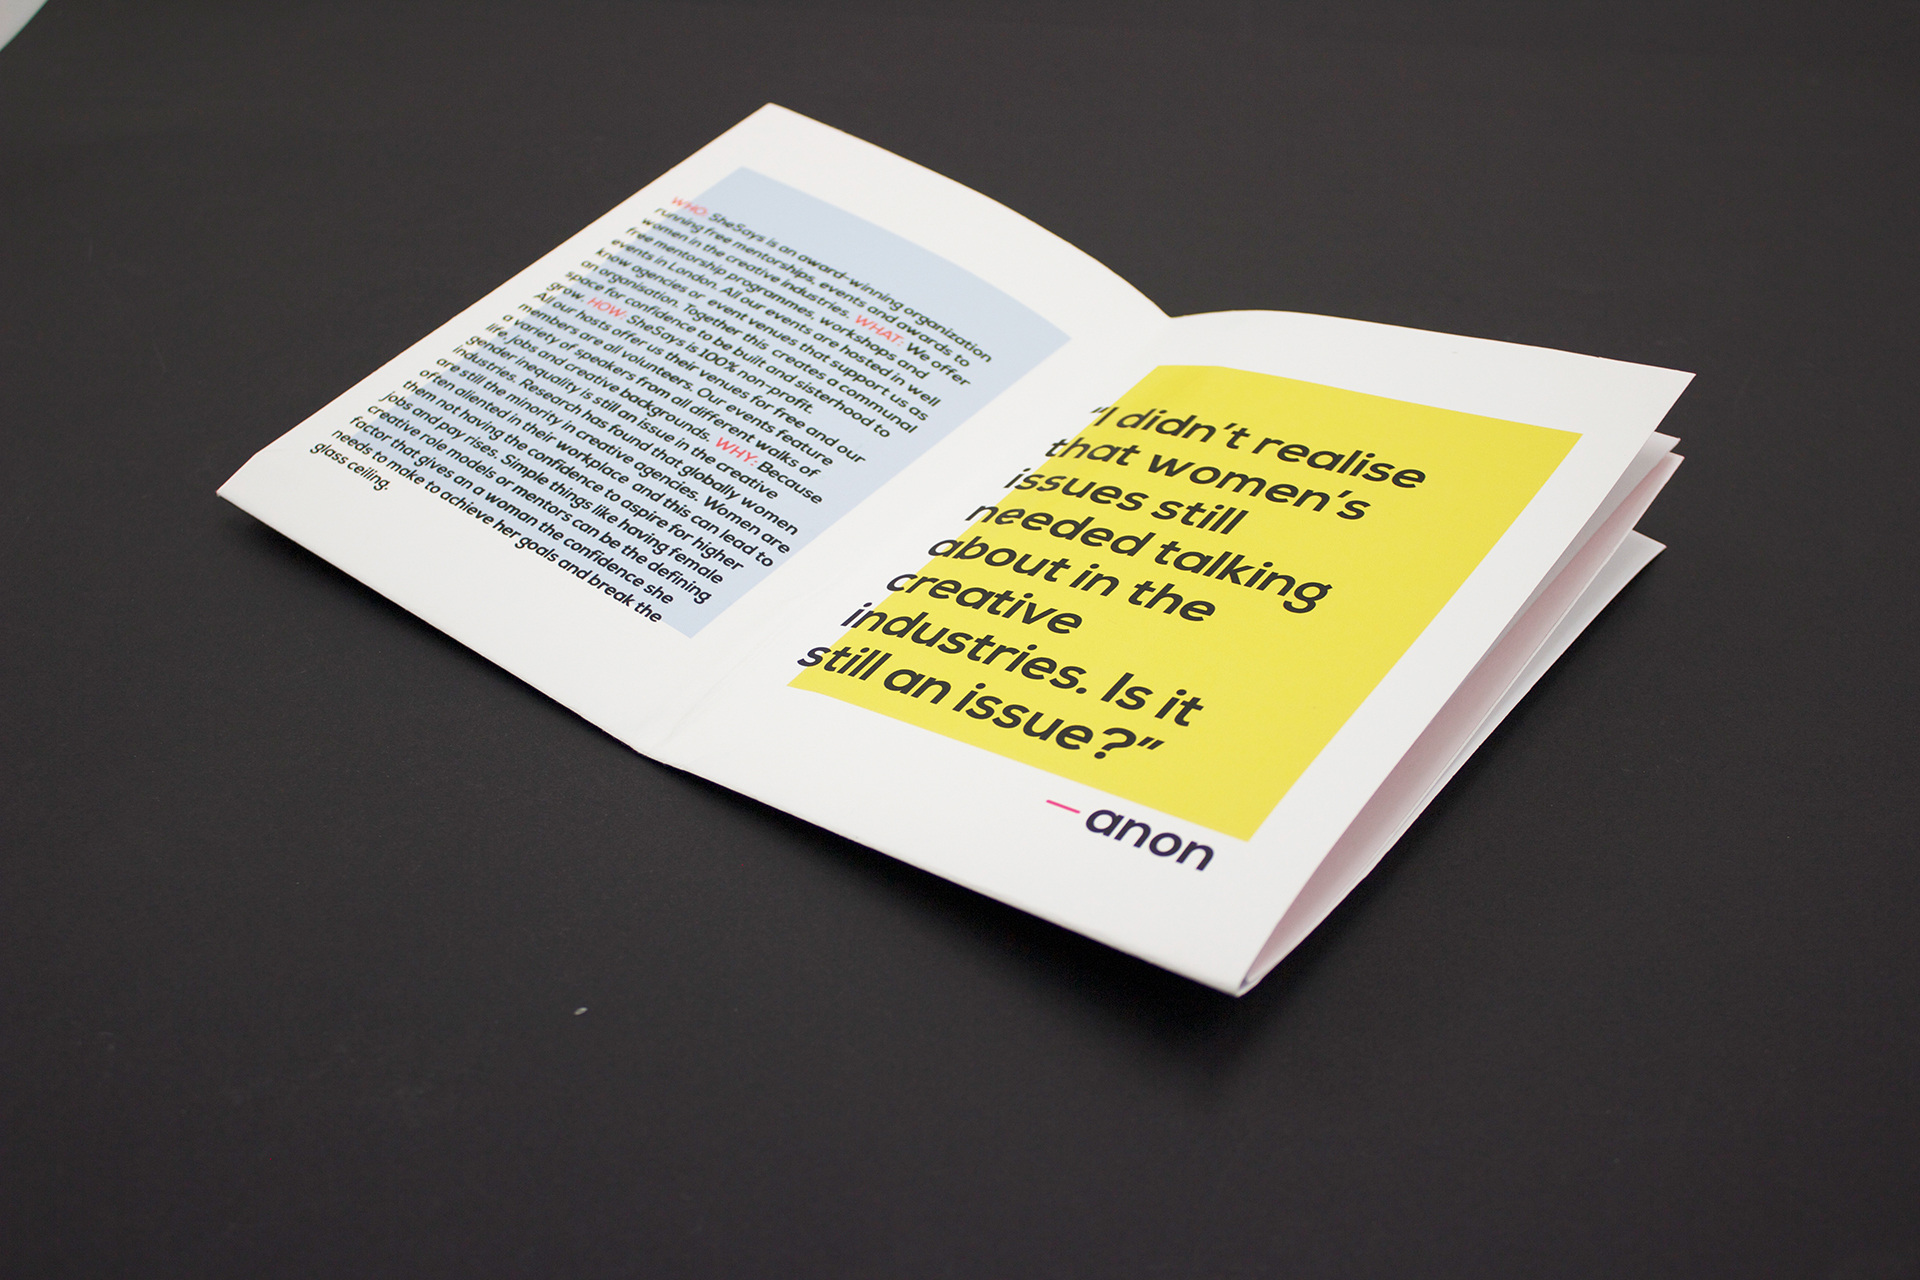 WHO: SheSays is an award-winning organization
running free mentorships, events and awards to
women in the creative industries. WHAT: We offer
free mentorship programmes, workshops and
events in London. All our events are hosted in well
know agencies or event venues that support us as
an organisation. Together this creates a communal
space for confidence to be built and sisterhood to
grow. HOW: SheSays is 100% non-profit.
All our hosts offer us their venues for free and our
members are all volunteers. Our events feature
a variety of speakers from all different walks of
life, jobs and creative backgrounds. WHY: Because
gender inequality is still an issue in the creative
industries. Research has found that globally women
are still the minority in creative agencies. Women are
often aliented in their workplace and this can lead to
them not having the confidence to aspire for higher
jobs and pay rises. Simple things like having female
creative role models or mentors can be the defining
factor that gives an a woman the confidence she
needs to make to achieve her goals and break the
glass ceiling.
"I didn't realise
that women's
issues still
needed talking
about in the
creative
industries. Is it
still an issue?"
—anon